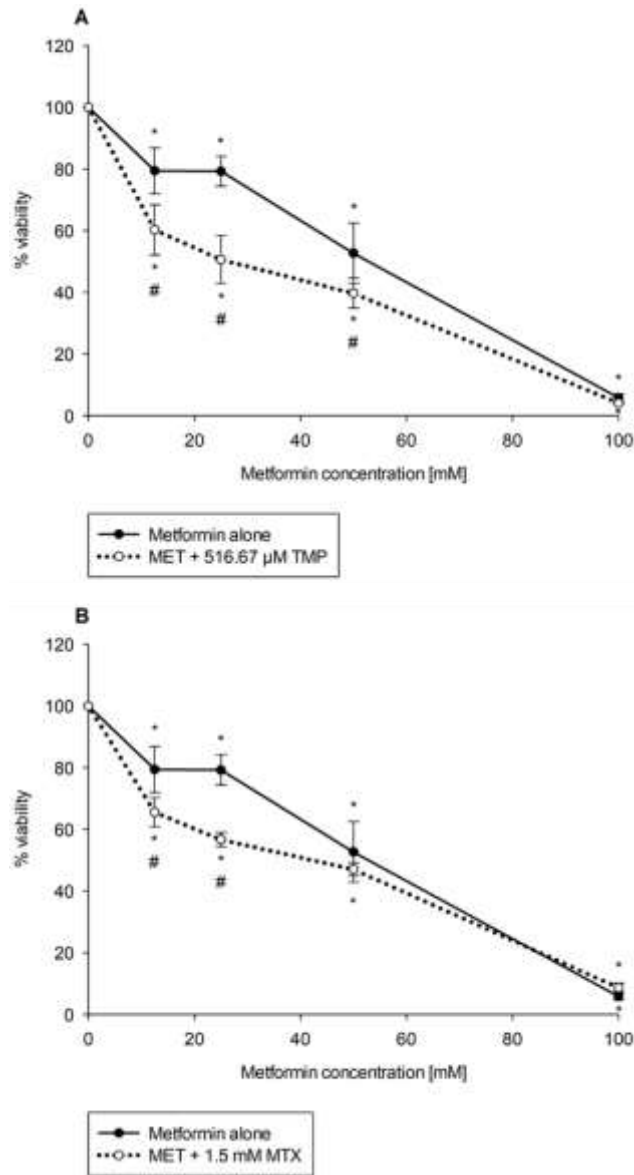 A
120
100
80
60
40
20
0
% viability
* * * *
* * * *
# # #
0 20 40 60 80 100
Metformin concentration [mM]
Metformin alone
MET + 516.67 µM TMP
B
120
100
80
60
40
20
0
% viability
* * * *
* * * *
# #
0 20 40 60 80 100
Metformin concentration [mM]
Metformin alone
MET + 1.5 mM MTX